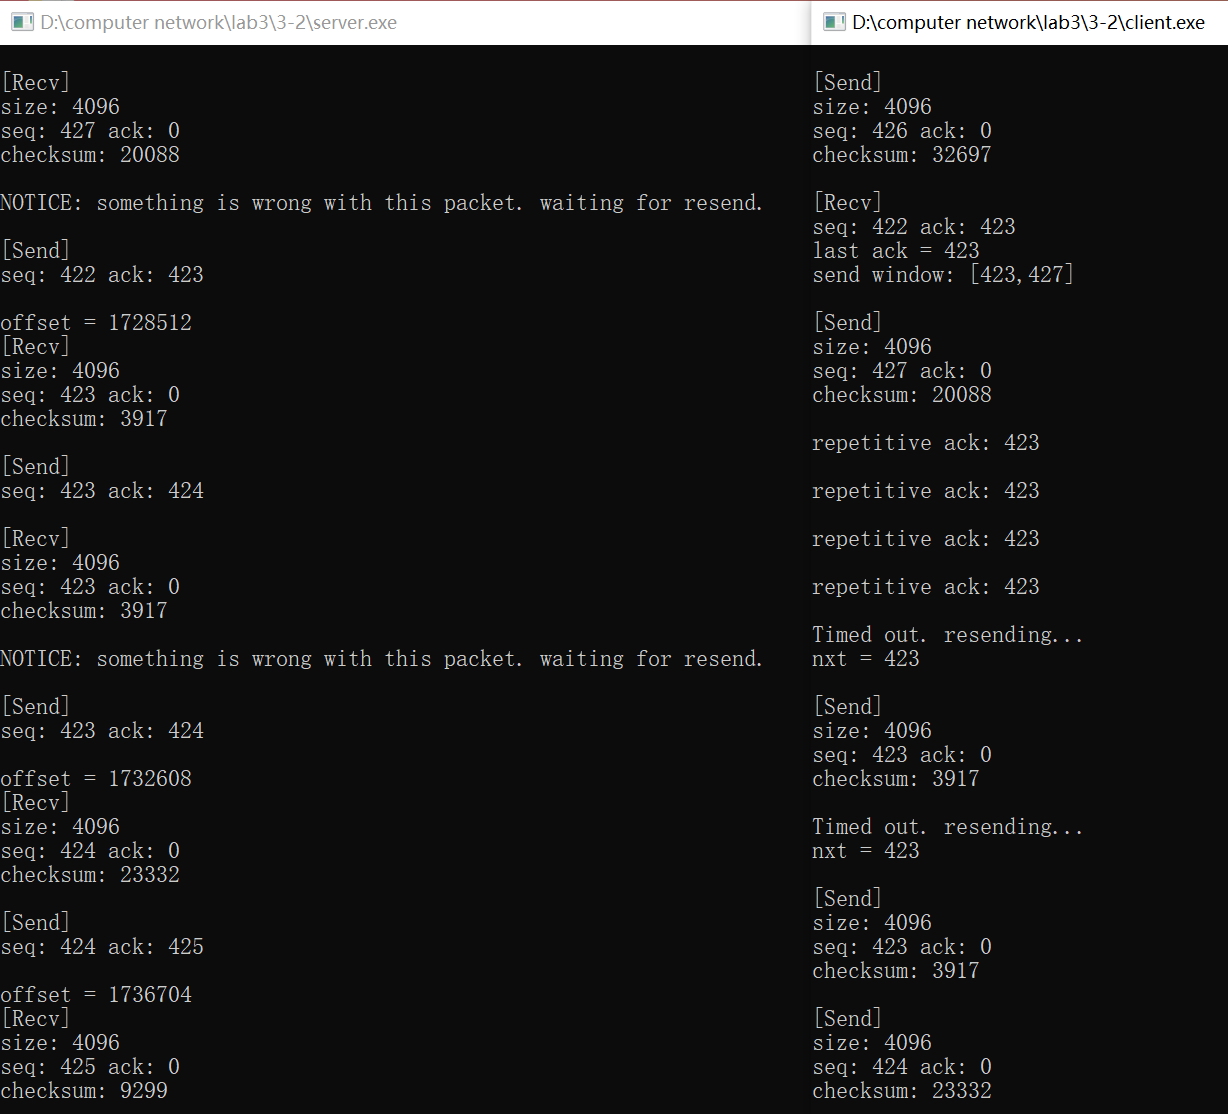 D:\computer network\lab3\3-2\server.exe
[Recv]
size: 4096
seq: 427 ack: 0
checksum: 20088
NOTICE: something is wrong with this packet. waiting for resend.
[Send]
seq: 422 ack: 423
offset = 1728512
[Recv]
size: 4096
seq: 423 ack: 0
checksum: 3917
[Send]
seq: 423 ack: 424
[Recv]
size: 4096
seq: 423 ack: 0
checksum: 3917
NOTICE: something is wrong with this packet. waiting for resend.
[Send]
seq: 423 ack: 424
offset = 1732608
[Recv]
size: 4096
seq: 424 ack: 0
checksum: 23332
[Send]
seq: 424 ack: 425
offset = 1736704
[Recv]
size: 4096
seq: 425 ack: 0
checksum: 9299
D:\computer network\lab3\3-2\client.exe
[Send]
size: 4096
seq: 426 ack: 0
checksum: 32697
[Recv]
seq: 422 ack: 423
last ack = 423
send window: [423,427]
[Send]
size: 4096
seq: 427 ack: 0
checksum: 20088
repetitive ack: 423
repetitive ack: 423
repetitive ack: 423
repetitive ack: 423
Timed out. resending...
nxt = 423
[Send]
size: 4096
seq: 423 ack: 0
checksum: 3917
Timed out. resending...
nxt = 423
[Send]
size: 4096
seq: 423 ack: 0
checksum: 3917
[Send]
size: 4096
seq: 424 ack: 0
checksum: 23332